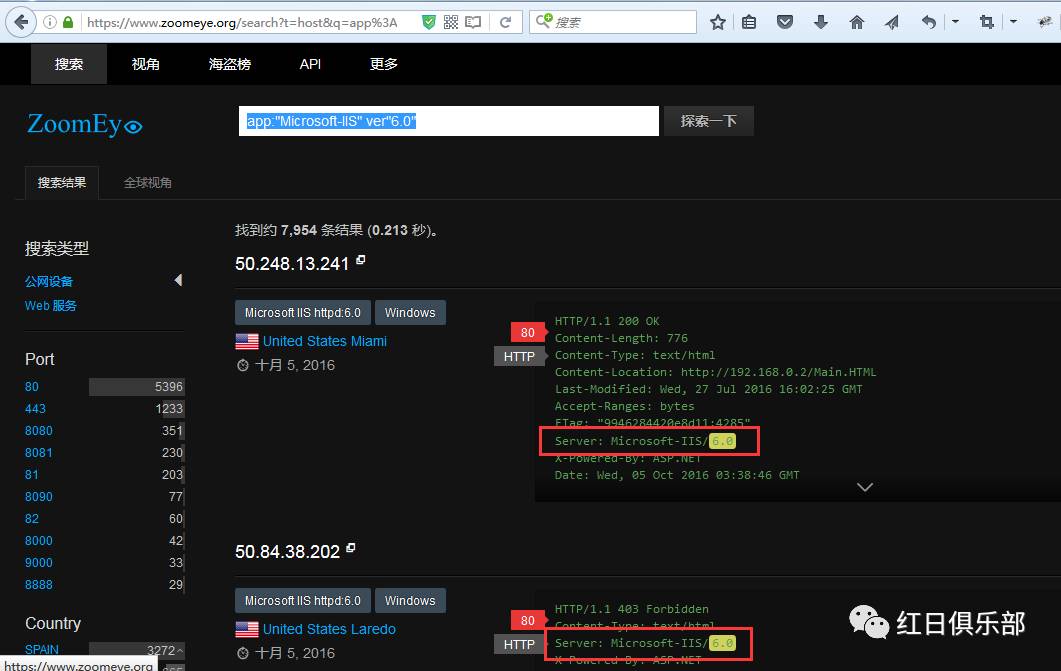 https://www.zoomeye.org/search?t=host&q=app%3A
搜索
搜索 视角 海盗榜 API 更多
ZoomEye
app:"Microsoft-IIS" ver"6.0"
探索一下
搜索结果 全球视角
找到约 7,954 条结果 (0.213 秒)。
搜索类型
公网设备
Web 服务
Port
80 5396
443 1233
8080 351
8081 230
81 203
8090 77
82 60
8000 42
9000 33
8888 29
Country
SPAIN 3272
https://www.zoomeye.org
50.248.13.241
Microsoft IIS httpd:6.0 Windows
United States Miami
十月 5, 2016
80
HTTP
HTTP/1.1 200 OK
Content-Length: 776
Content-Type: text/html
Content-Location: http://192.168.0.2/Main.HTML
Last-Modified: Wed, 27 Jul 2016 16:02:25 GMT
Accept-Ranges: bytes
ETag: "9946284420e8d11:4285"
Server: Microsoft-IIS/6.0
X-Powered-By: ASP.NET
Date: Wed, 05 Oct 2016 03:38:46 GMT
50.84.38.202
Microsoft IIS httpd:6.0 Windows
United States Laredo
十月 5, 2016
80
HTTP
HTTP/1.1 403 Forbidden
Content-Type: text/html
Server: Microsoft-IIS/6.0
X-Powered-By: ASP.NET
红日俱乐部